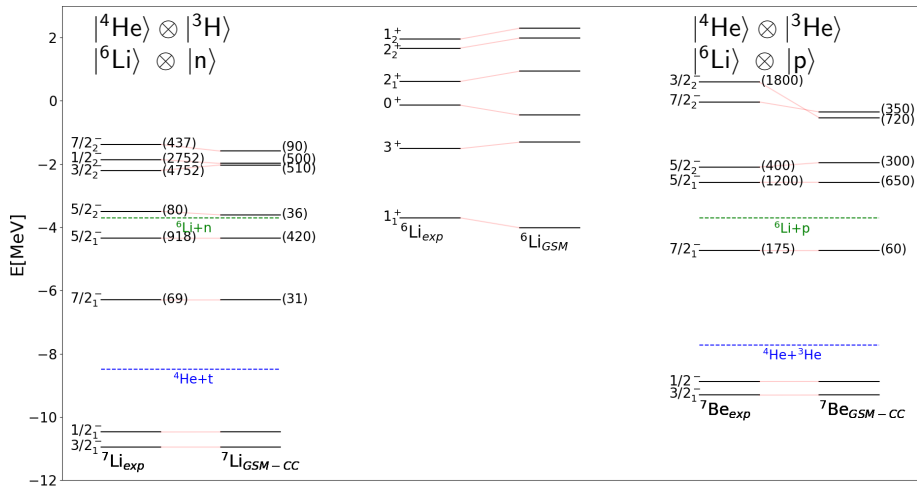 |⁴He⟩ ⊗ |³H⟩
|⁶Li⟩ ⊗ |n⟩
|⁴He⟩ ⊗ |³He⟩
|⁶Li⟩ ⊗ |p⟩
E[MeV]
2
0
−2
−4
−6
−8
−10
−12
7/2₂⁻ (437) (90)
1/2₂⁻ (2752) (500)
3/2₂⁻ (4752) (510)
5/2₂⁻ (80) (36)
⁶Li+n
5/2₁⁻ (918) (420)
7/2₁⁻ (69) (31)
⁴He+t
1/2₁⁻
3/2₁⁻
⁷Li_exp ⁷Li_GSM−CC
1₂⁺
2₂⁺
2₁⁺
0⁺
3⁺
1₁⁺
⁶Li_exp ⁶Li_GSM
3/2₂⁻ (1800)
7/2₂⁻ (350)
(720)
5/2₂⁻ (400) (300)
5/2₁⁻ (1200) (650)
⁶Li+p
7/2₁⁻ (175) (60)
⁴He+³He
1/2⁻
3/2₁⁻
⁷Be_exp ⁷Be_GSM−CC